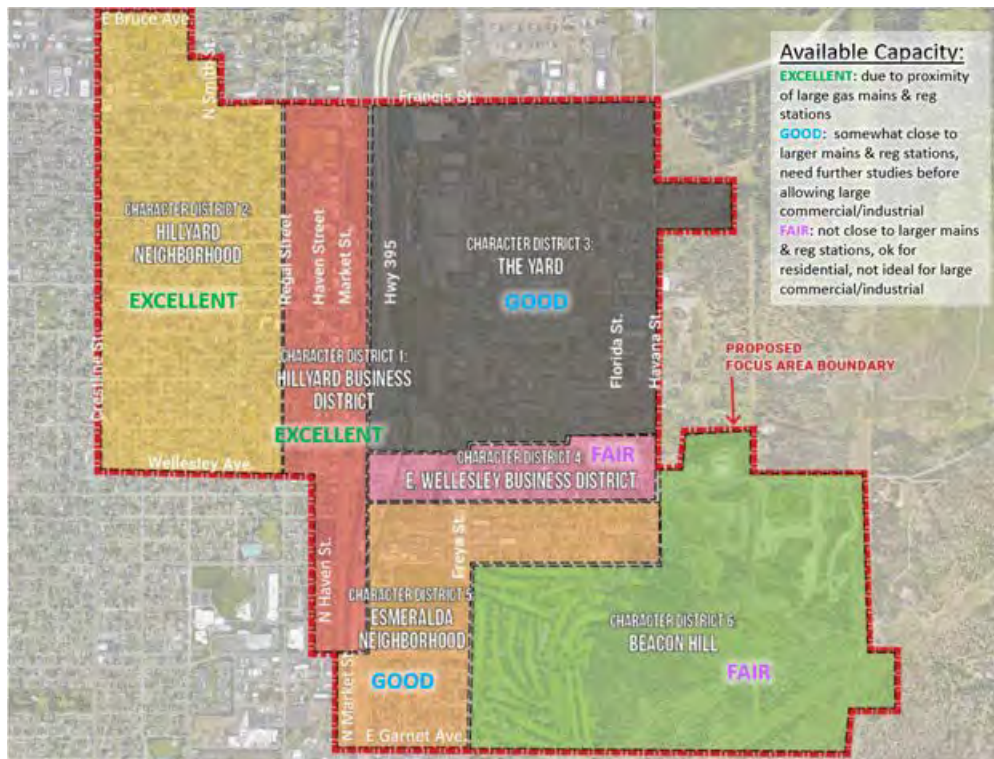 E Bruce Ave.
N Smith St.
Francis St.
Available Capacity:
EXCELLENT: due to proximity
of large gas mains & reg
stations
GOOD: somewhat close to
larger mains & reg stations,
need further studies before
allowing large
commercial/industrial
FAIR: not close to larger mains
& reg stations, ok for
residential, not ideal for large
commercial/industrial
CHARACTER DISTRICT 2:
HILLYARD
NEIGHBORHOOD
EXCELLENT
Crestline St.
Regal Street
Haven Street
Market St.
Hwy 395
CHARACTER DISTRICT 3:
THE YARD
GOOD
Florida St.
Havana St.
PROPOSED
FOCUS AREA BOUNDARY
CHARACTER DISTRICT 1:
HILLYARD BUSINESS
DISTRICT
EXCELLENT
Wellesley Ave.
CHARACTER DISTRICT 4:
FAIR
E. WELLESLEY BUSINESS DISTRICT
N Haven St.
Freya St.
CHARACTER DISTRICT 5:
ESMERALDA
NEIGHBORHOOD
GOOD
N Market St.
E Garnet Ave.
CHARACTER DISTRICT 6:
BEACON HILL
FAIR